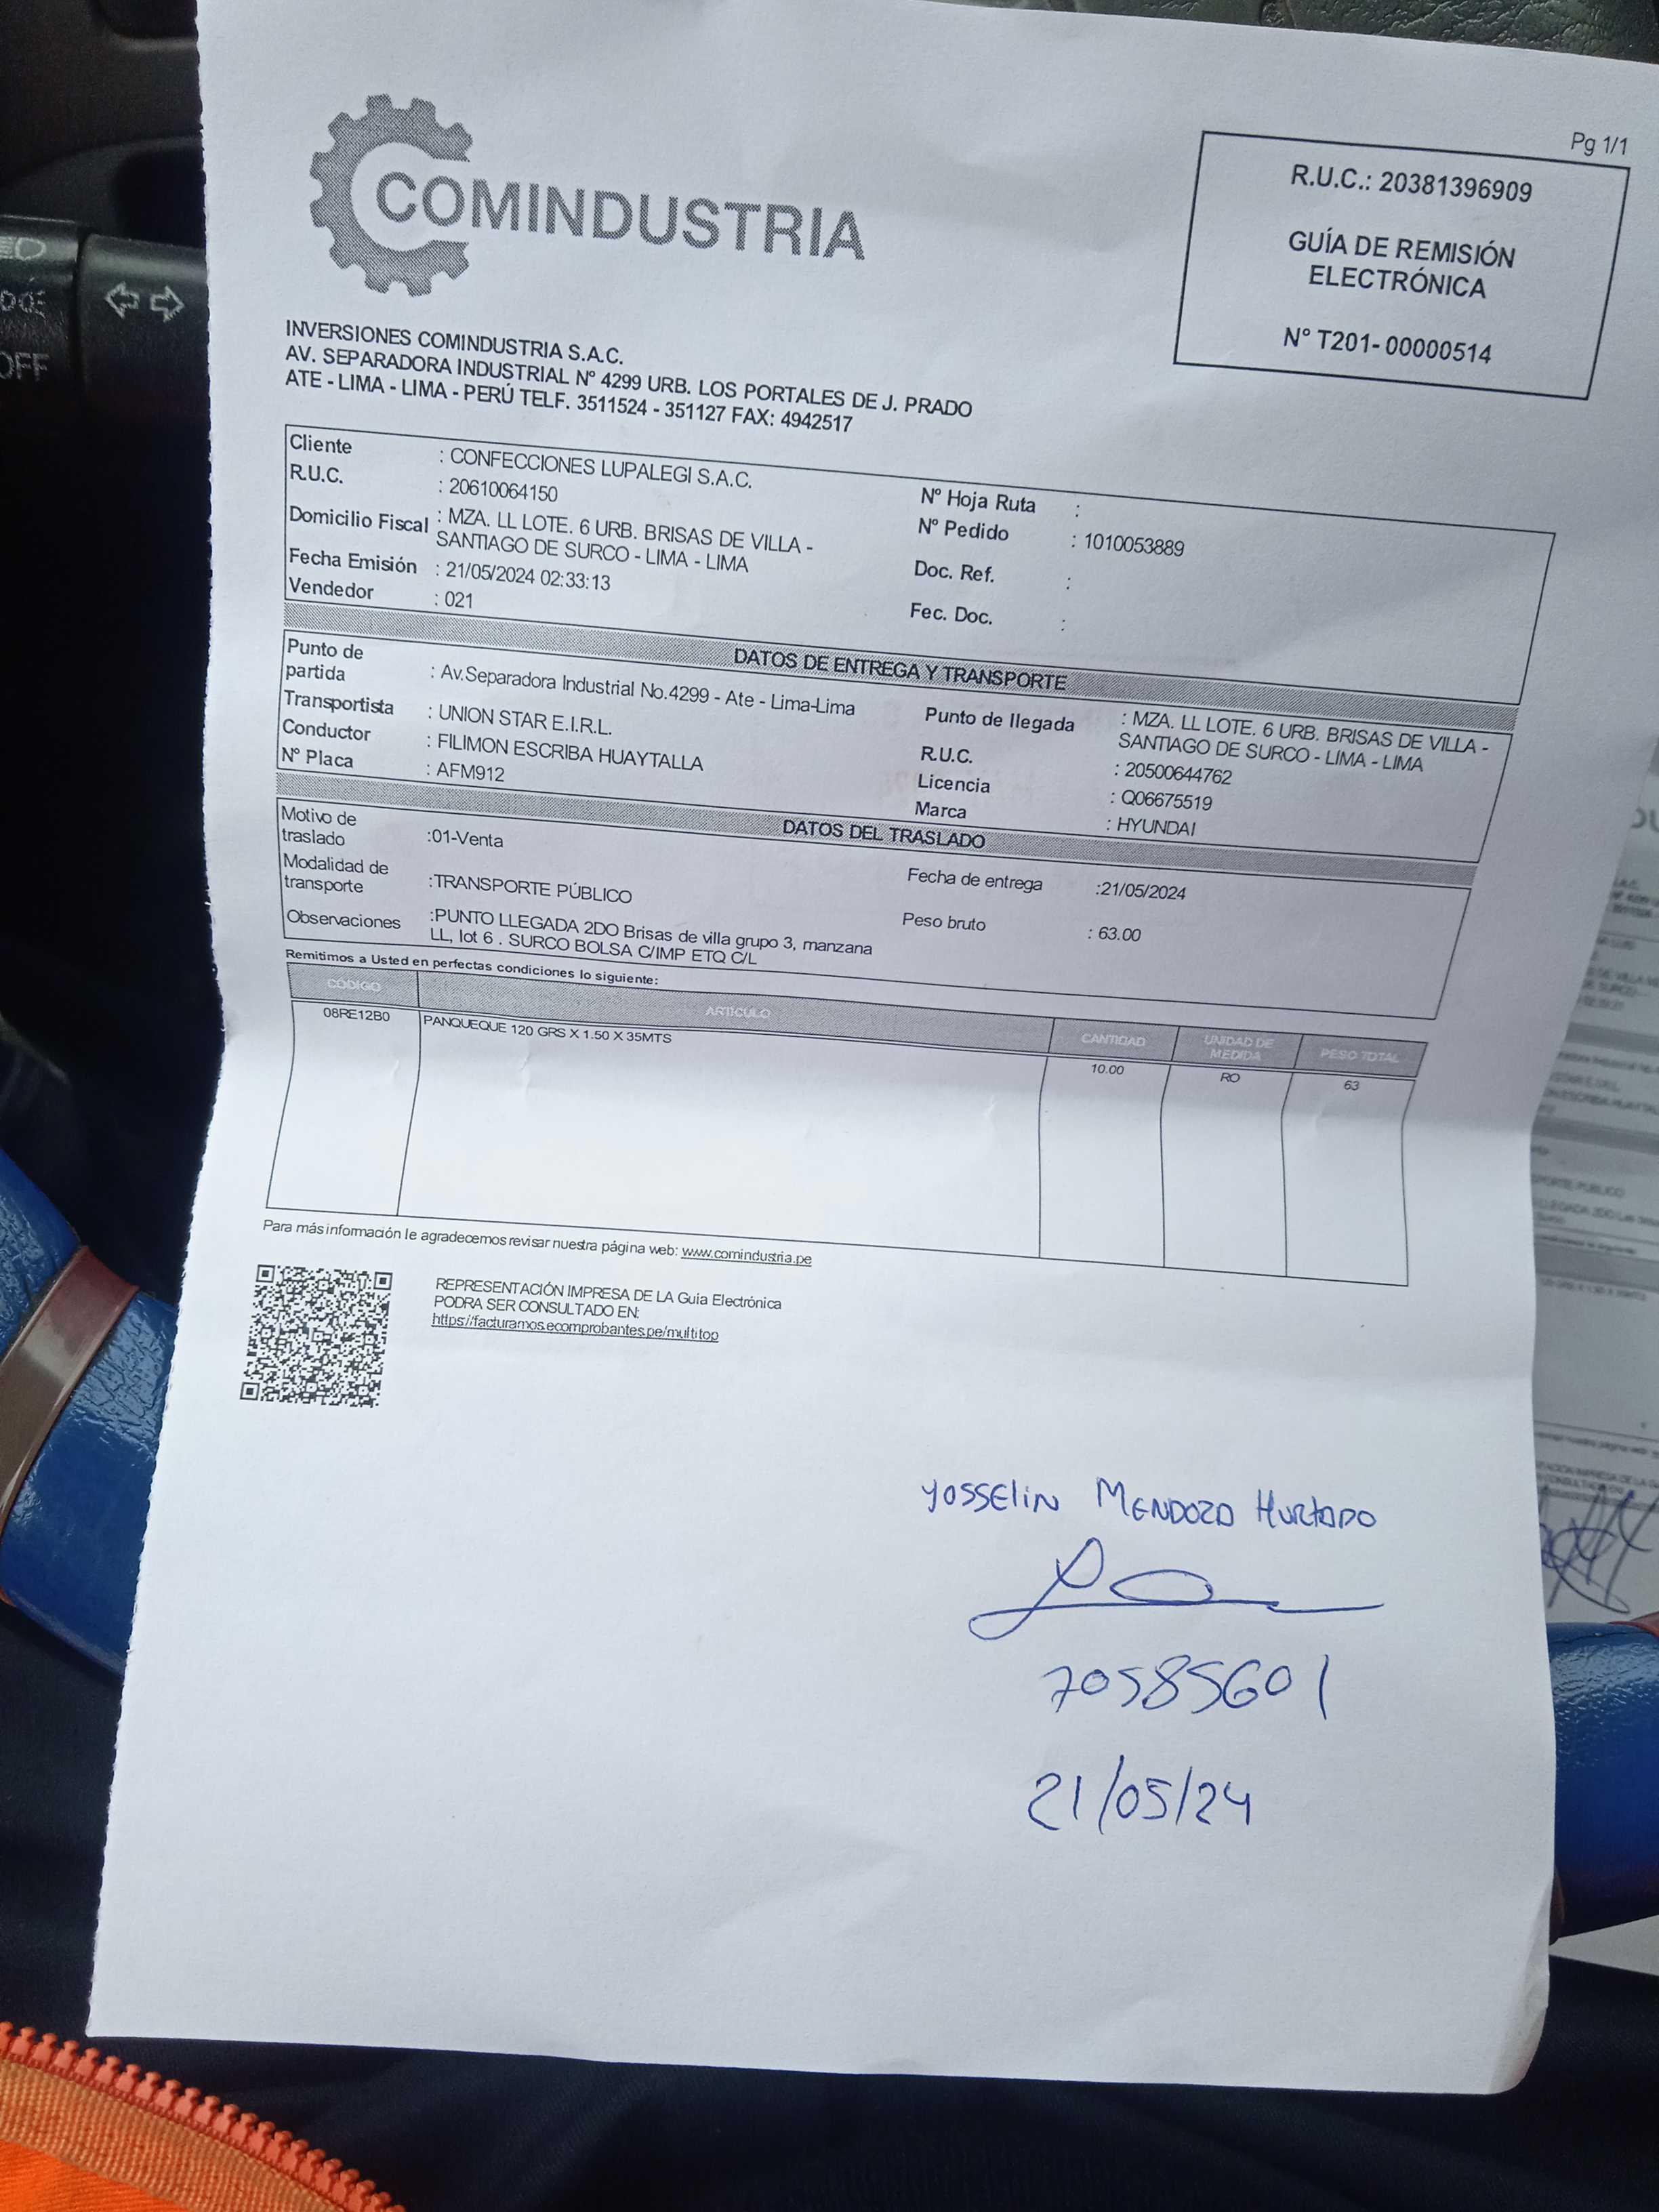 Pg 1/1
COMINDUSTRIA
R.U.C.: 20381396909
GUÍA DE REMISIÓN
ELECTRÓNICA
N° T201- 00000514
INVERSIONES COMINDUSTRIA S.A.C.
AV. SEPARADORA INDUSTRIAL N° 4299 URB. LOS PORTALES DE J. PRADO
ATE - LIMA - LIMA - PERÚ TELF. 3511524 - 351127 FAX: 4942517
Cliente : CONFECCIONES LUPALEGI S.A.C.
R.U.C. : 20610064150
Domicilio Fiscal : MZA. LL LOTE. 6 URB. BRISAS DE VILLA -
SANTIAGO DE SURCO - LIMA - LIMA
Fecha Emisión : 21/05/2024 02:33:13
Vendedor : 021
N° Hoja Ruta :
N° Pedido : 1010053889
Doc. Ref. :
Fec. Doc. :
DATOS DE ENTREGA Y TRANSPORTE
Punto de
partida : Av.Separadora Industrial No.4299 - Ate - Lima-Lima
Transportista : UNION STAR E.I.R.L.
Conductor : FILIMON ESCRIBA HUAYTALLA
N° Placa : AFM912
Punto de llegada : MZA. LL LOTE. 6 URB. BRISAS DE VILLA -
SANTIAGO DE SURCO - LIMA - LIMA
R.U.C. : 20500644762
Licencia : Q06675519
Marca : HYUNDAI
DATOS DEL TRASLADO
Motivo de
traslado :01-Venta
Modalidad de
transporte :TRANSPORTE PÚBLICO
Fecha de entrega :21/05/2024
Peso bruto : 63.00
Observaciones :PUNTO LLEGADA 2DO Brisas de villa grupo 3, manzana
LL, lot 6 . SURCO BOLSA C/IMP ETQ C/L
Remitimos a Usted en perfectas condiciones lo siguiente:
CÓDIGO ARTICULO CANTIDAD UNIDAD DE MEDIDA PESO TOTAL
08RE12B0 PANQUEQUE 120 GRS X 1.50 X 35MTS 10.00 RO 63
Para más información le agradecemos revisar nuestra página web: www.comindustria.pe
REPRESENTACIÓN IMPRESA DE LA Guia Electrónica
PODRA SER CONSULTADO EN:
https://facturamos.ecomprobantes.pe/multitop
Yosselin Mendoza Hurtado
70585601
21/05/24
OFF